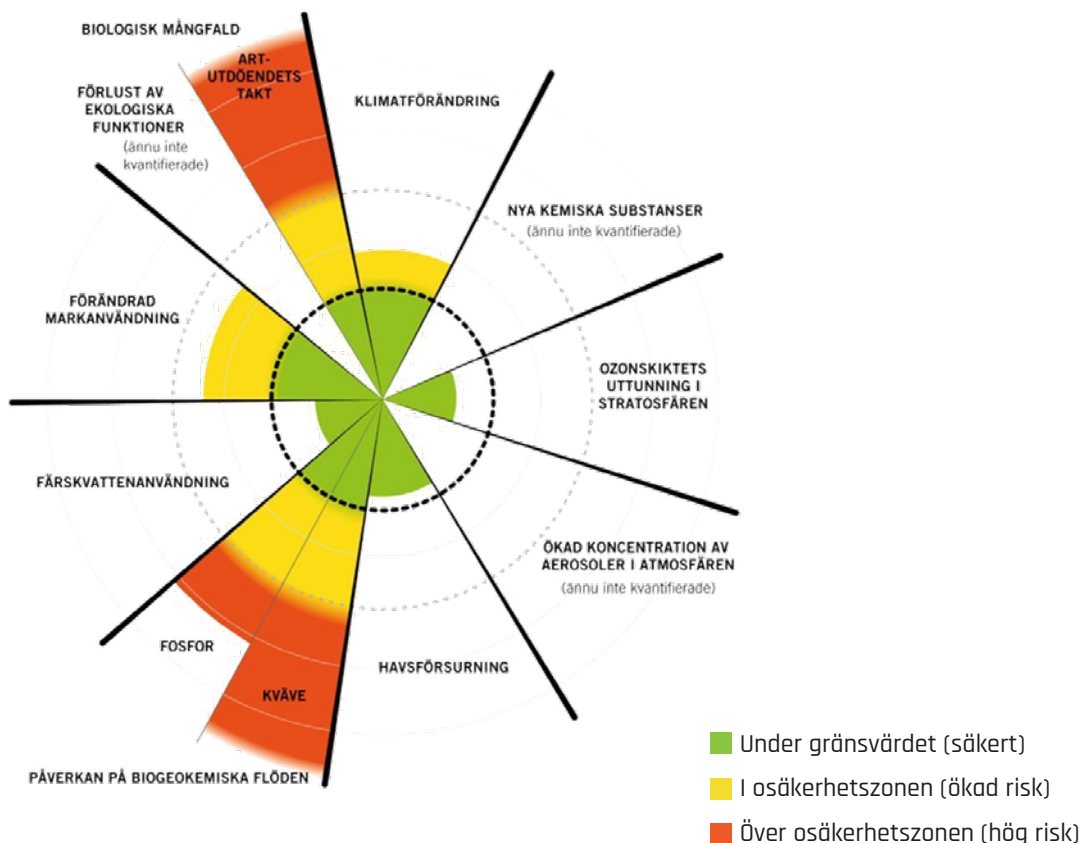 BIOLOGISK MÅNGFALD
ART-
UTDÖENDETS
TAKT
FÖRLUST AV
EKOLOGISKA
FUNKTIONER
(ännu inte
kvantifierade)
KLIMATFÖRÄNDRING
NYA KEMISKA SUBSTANSER
(ännu inte kvantifierade)
FÖRÄNDRAD
MARKANVÄNDNING
OZONSKIKTETS
UTTUNNING I
STRATOSFÄREN
FÄRSKVATTENANVÄNDNING
ÖKAD KONCENTRATION AV
AEROSOLER I ATMOSFÄREN
(ännu inte kvantifierade)
FOSFOR
HAVSFÖRSURNING
KVÄVE
PÅVERKAN PÅ BIOGEOKEMISKA FLÖDEN
Under gränsvärdet (säkert)
I osäkerhetszonen (ökad risk)
Över osäkerhetszonen (hög risk)